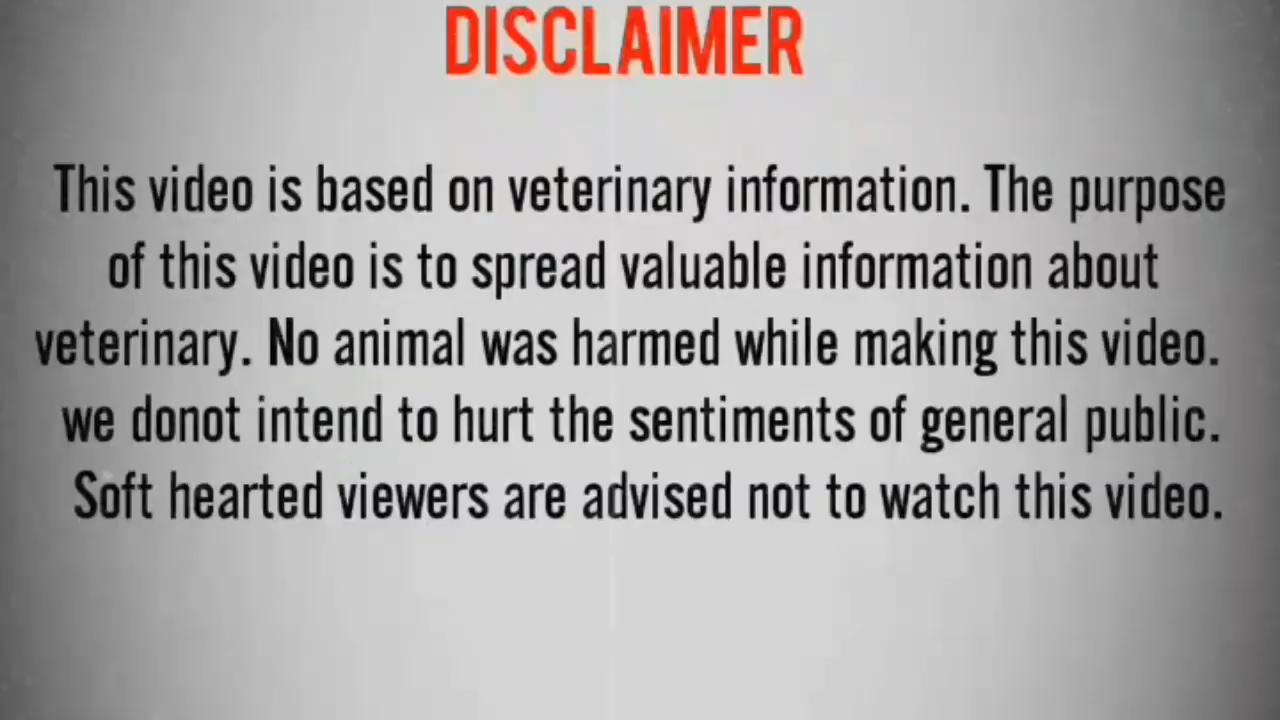 DISCLAIMER
This video is based on veterinary information. The purpose
of this video is to spread valuable information about
veterinary. No animal was harmed while making this video.
we donot intend to hurt the sentiments of general public.
Soft hearted viewers are advised not to watch this video.